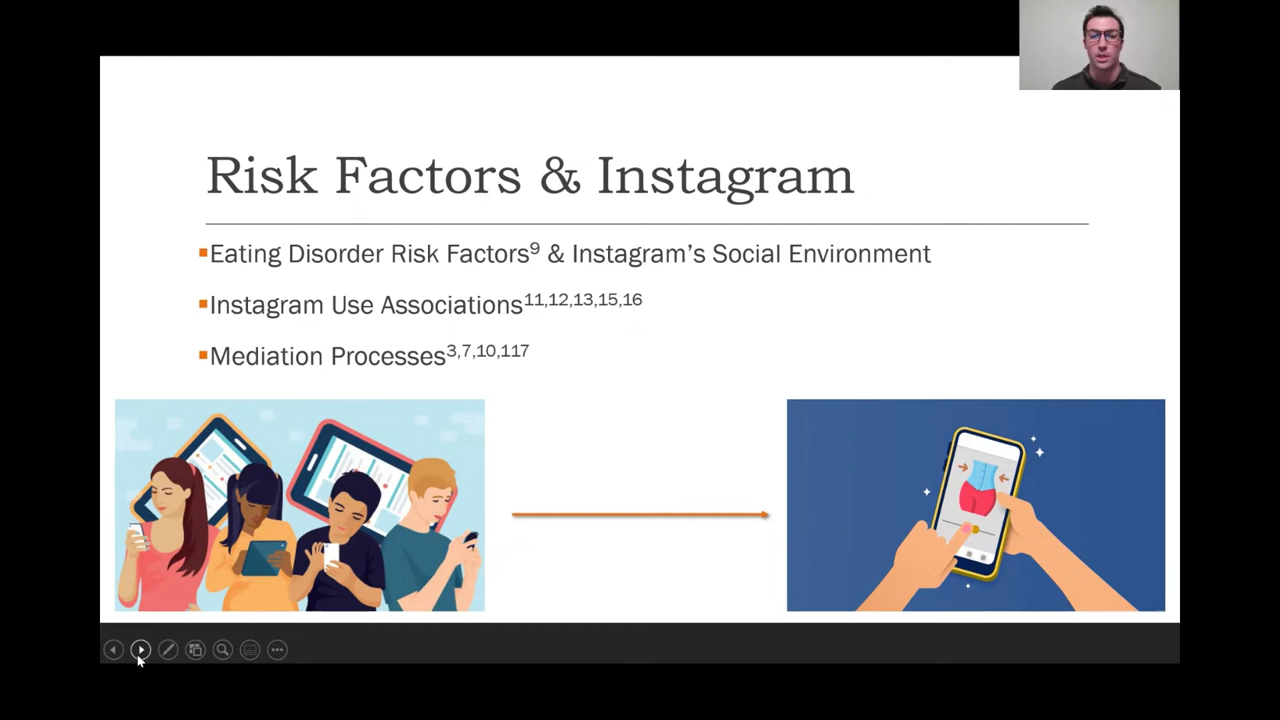 Risk Factors & Instagram
▪Eating Disorder Risk Factors⁹ & Instagram’s Social Environment
▪Instagram Use Associations¹¹,¹²,¹³,¹⁵,¹⁶
▪Mediation Processes³,⁷,¹⁰,¹¹⁷